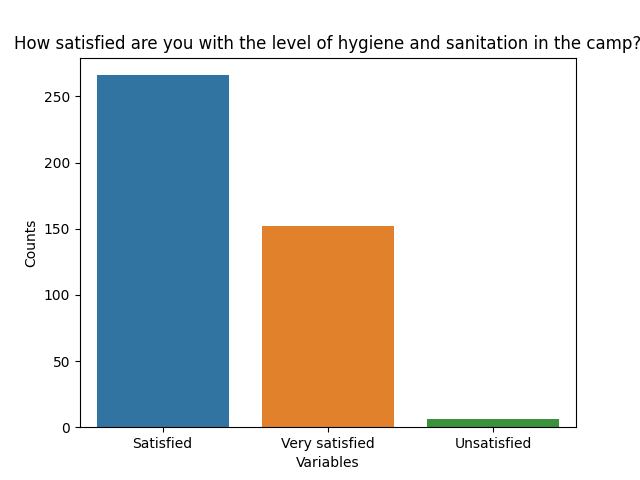 How satisfied are you with the level of hygiene and sanitation in the camp?
250
200
150
100
50
0
Counts
Satisfied
Very satisfied
Unsatisfied
Variables